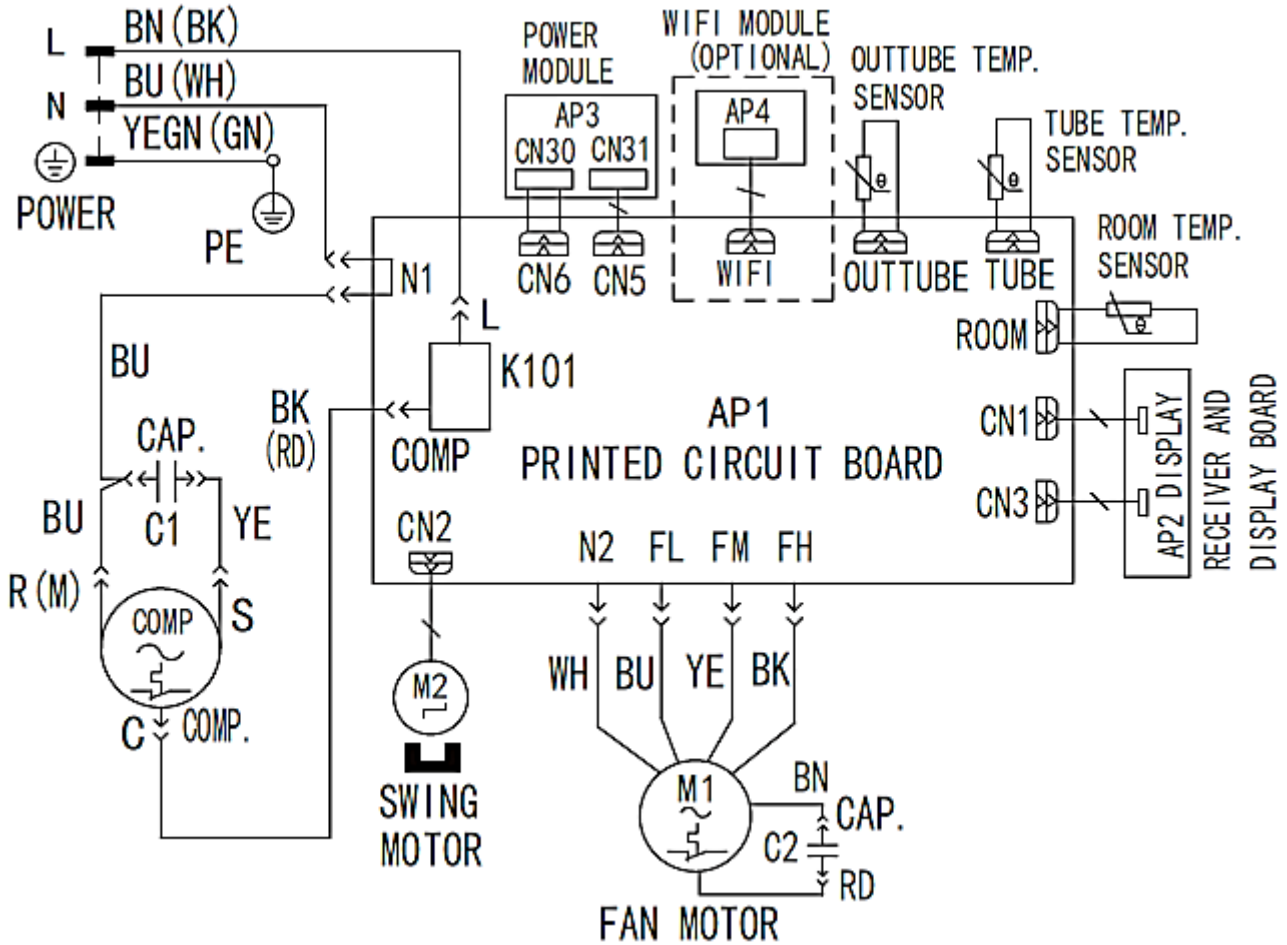 L
BN(BK)
N
BU(WH)
YEGN(GN)
POWER
PE
POWER
MODULE
AP3
CN30 CN31
WIFI MODULE
(OPTIONAL)
AP4
OUTTUBE TEMP.
SENSOR
θ
TUBE TEMP.
SENSOR
θ
ROOM TEMP.
SENSOR
θ
N1
CN6
CN5
WIFI
OUTTUBE
TUBE
ROOM
L
K101
BU
BK
(RD)
COMP
AP1
PRINTED CIRCUIT BOARD
CN1
CN3
AP2 DISPLAY
RECEIVER AND
DISPLAY BOARD
CAP.
C1
BU
YE
R(M)
S
COMP
C
COMP.
CN2
M2
SWING
MOTOR
N2 FL FM FH
WH BU YE BK
M1
BN
CAP.
C2
RD
FAN MOTOR